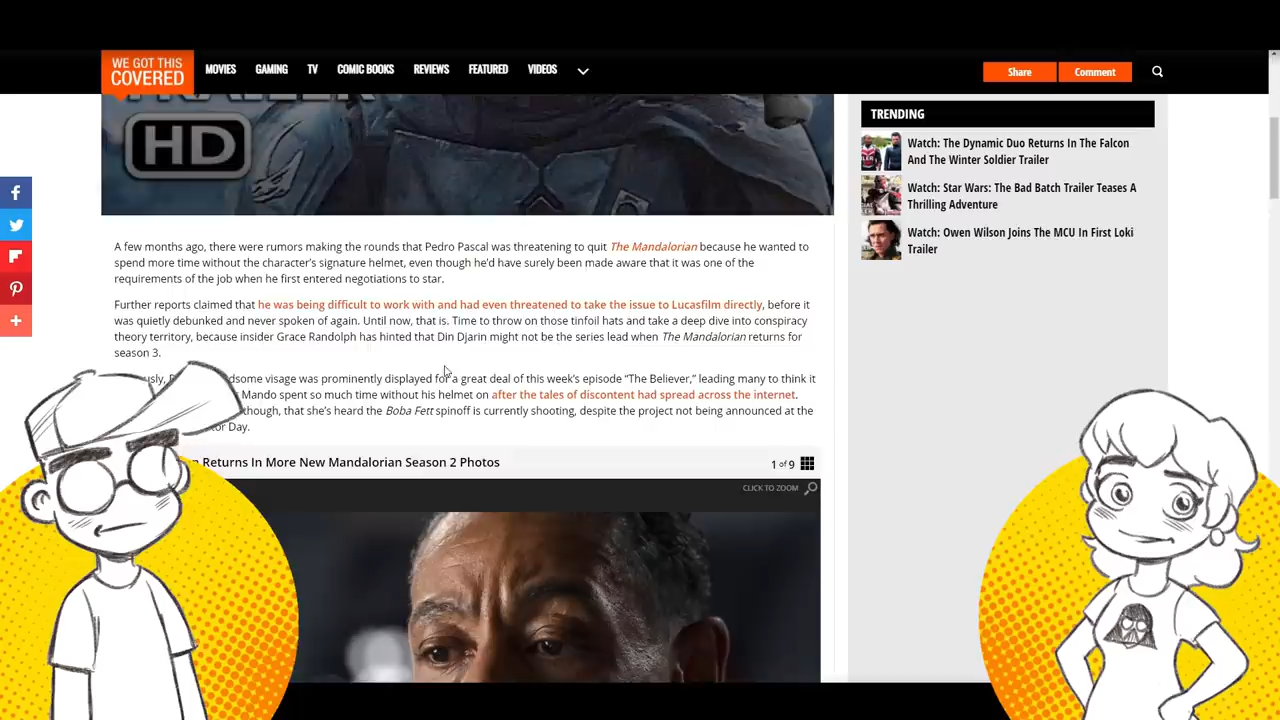 WE GOT THIS
COVERED
MOVIES
GAMING
TV
COMIC BOOKS
REVIEWS
FEATURED
VIDEOS
Share
Comment
TRAILER
HD
A few months ago, there were rumors making the rounds that Pedro Pascal was threatening to quit The Mandalorian because he wanted to
spend more time without the character's signature helmet, even though he'd have surely been made aware that it was one of the
requirements of the job when he first entered negotiations to star.
Further reports claimed that he was being difficult to work with and had even threatened to take the issue to Lucasfilm directly, before it
was quietly debunked and never spoken of again. Until now, that is. Time to throw on those tinfoil hats and take a deep dive into conspiracy
theory territory, because insider Grace Randolph has hinted that Din Djarin might not be the series lead when The Mandalorian returns for
season 3.
visage was prominently displayed for a great deal of this week's episode "The Believer," leading many to think it
Mando spent so much time without his helmet on after the tales of discontent had spread across the internet.
though, that she's heard the Boba Fett spinoff is currently shooting, despite the project not being announced at the
Day.
Returns In More New Mandalorian Season 2 Photos
1 of 9
CLICK TO ZOOM
TRENDING
Watch: The Dynamic Duo Returns In The Falcon
And The Winter Soldier Trailer
Watch: Star Wars: The Bad Batch Trailer Teases A
Thrilling Adventure
Watch: Owen Wilson Joins The MCU In First Loki
Trailer